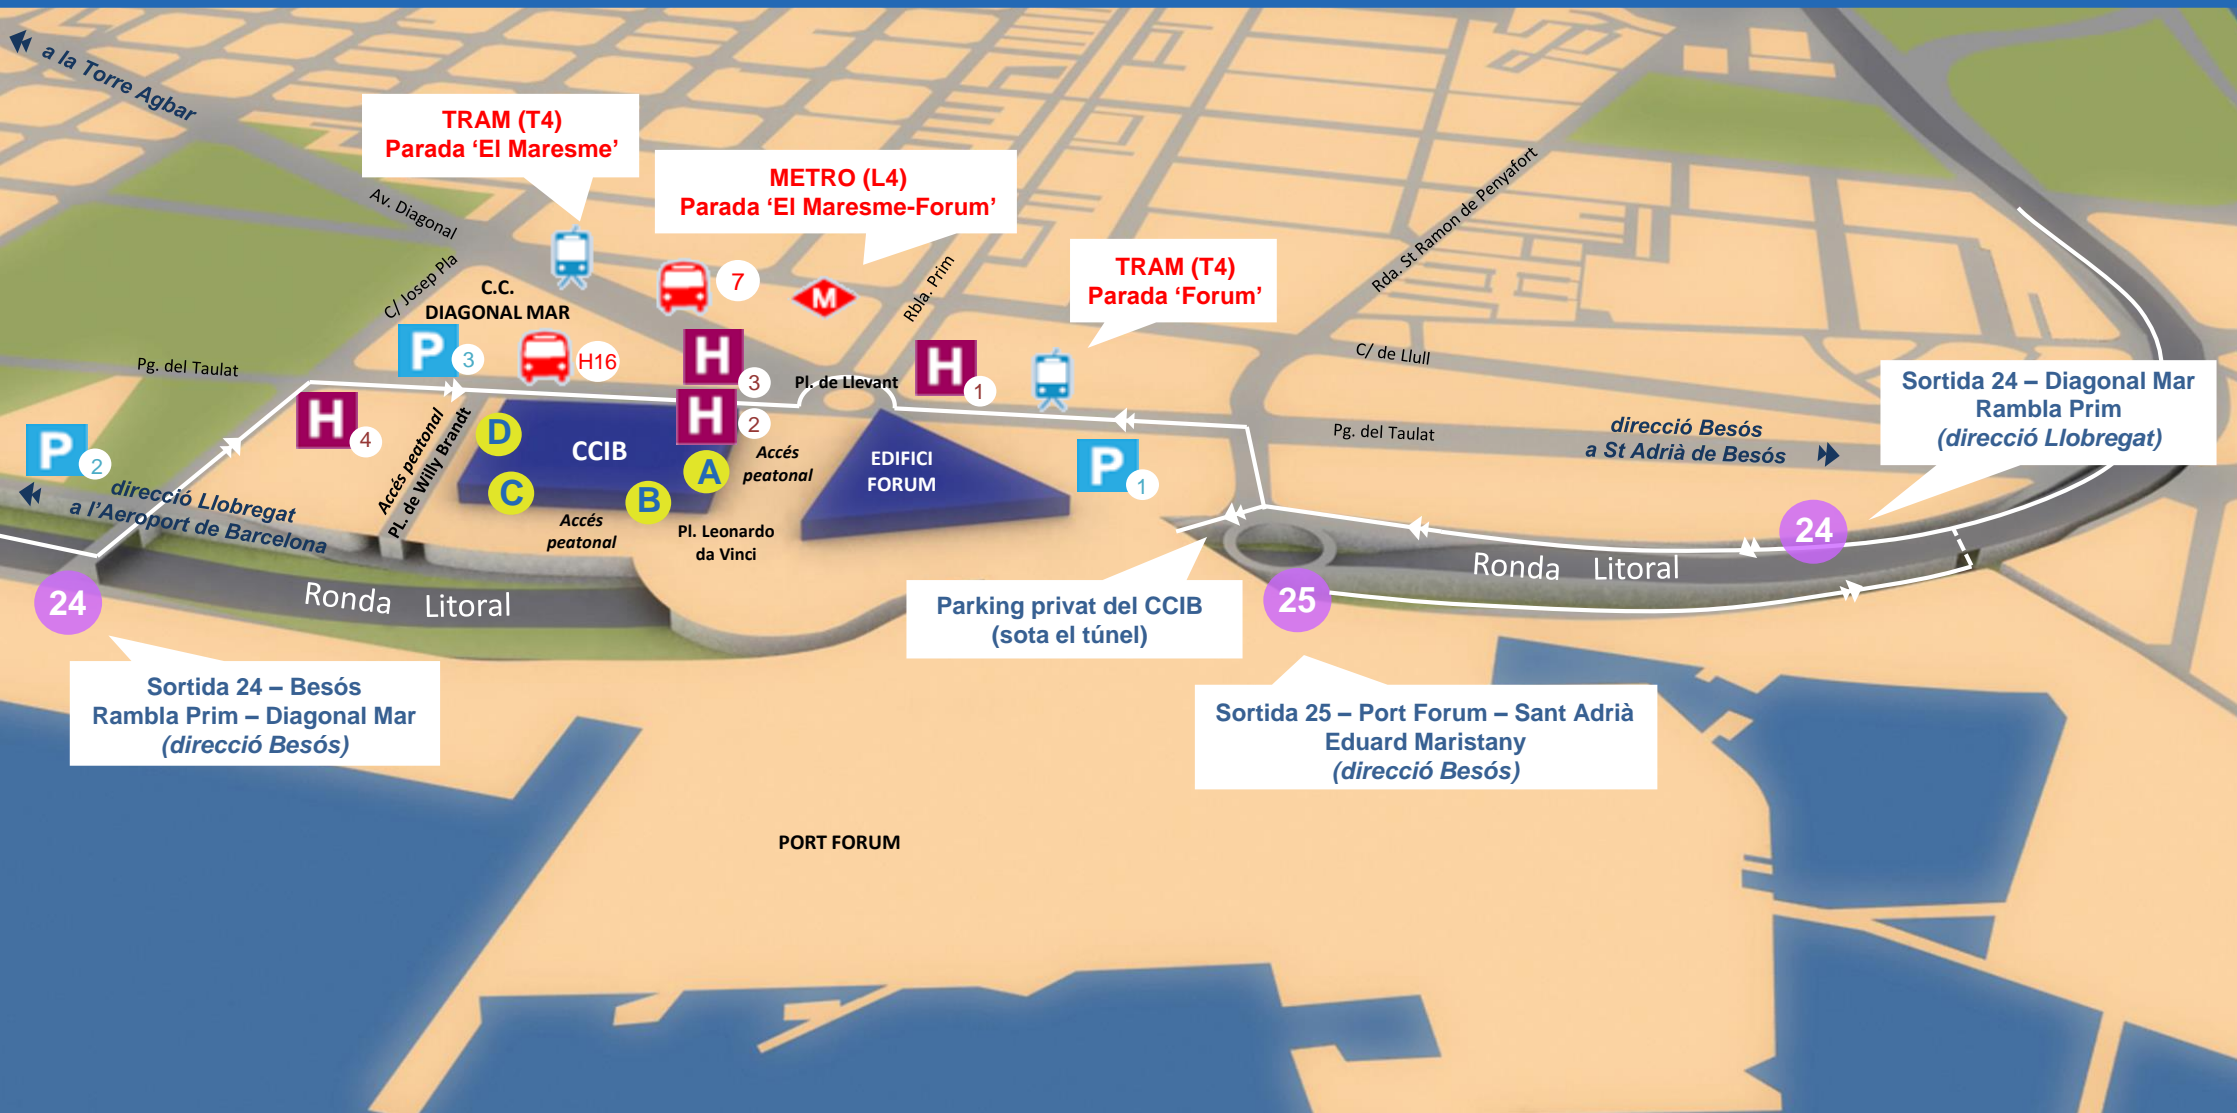 a la Torre Agbar
TRAM (T4)
Parada ‘El Maresme’
METRO (L4)
Parada ‘El Maresme-Forum’
TRAM (T4)
Parada ‘Forum’
Av. Diagonal
C/ Josep Pla
C.C.
DIAGONAL MAR
7
M
Rbla. Prim
Rda. St Ramon de Penyafort
C/ de Llull
Pg. del Taulat
P
3
H16
H
3
Pl. de Llevant
H
1
Sortida 24 – Diagonal Mar
Rambla Prim
(direcció Llobregat)
H
4
H
2
Pg. del Taulat
direcció Besós
a St Adrià de Besós
P
2
Accés peatonal
PL. de Willy Brandt
D
CCIB
C
B
A
Accés
peatonal
EDIFICI
FORUM
P
1
direcció Llobregat
a l’Aeroport de Barcelona
Accés
peatonal
Pl. Leonardo
da Vinci
24
Ronda Litoral
24
Ronda Litoral
25
Parking privat del CCIB
(sota el túnel)
Sortida 24 – Besós
Rambla Prim – Diagonal Mar
(direcció Besós)
Sortida 25 – Port Forum – Sant Adrià
Eduard Maristany
(direcció Besós)
PORT FORUM